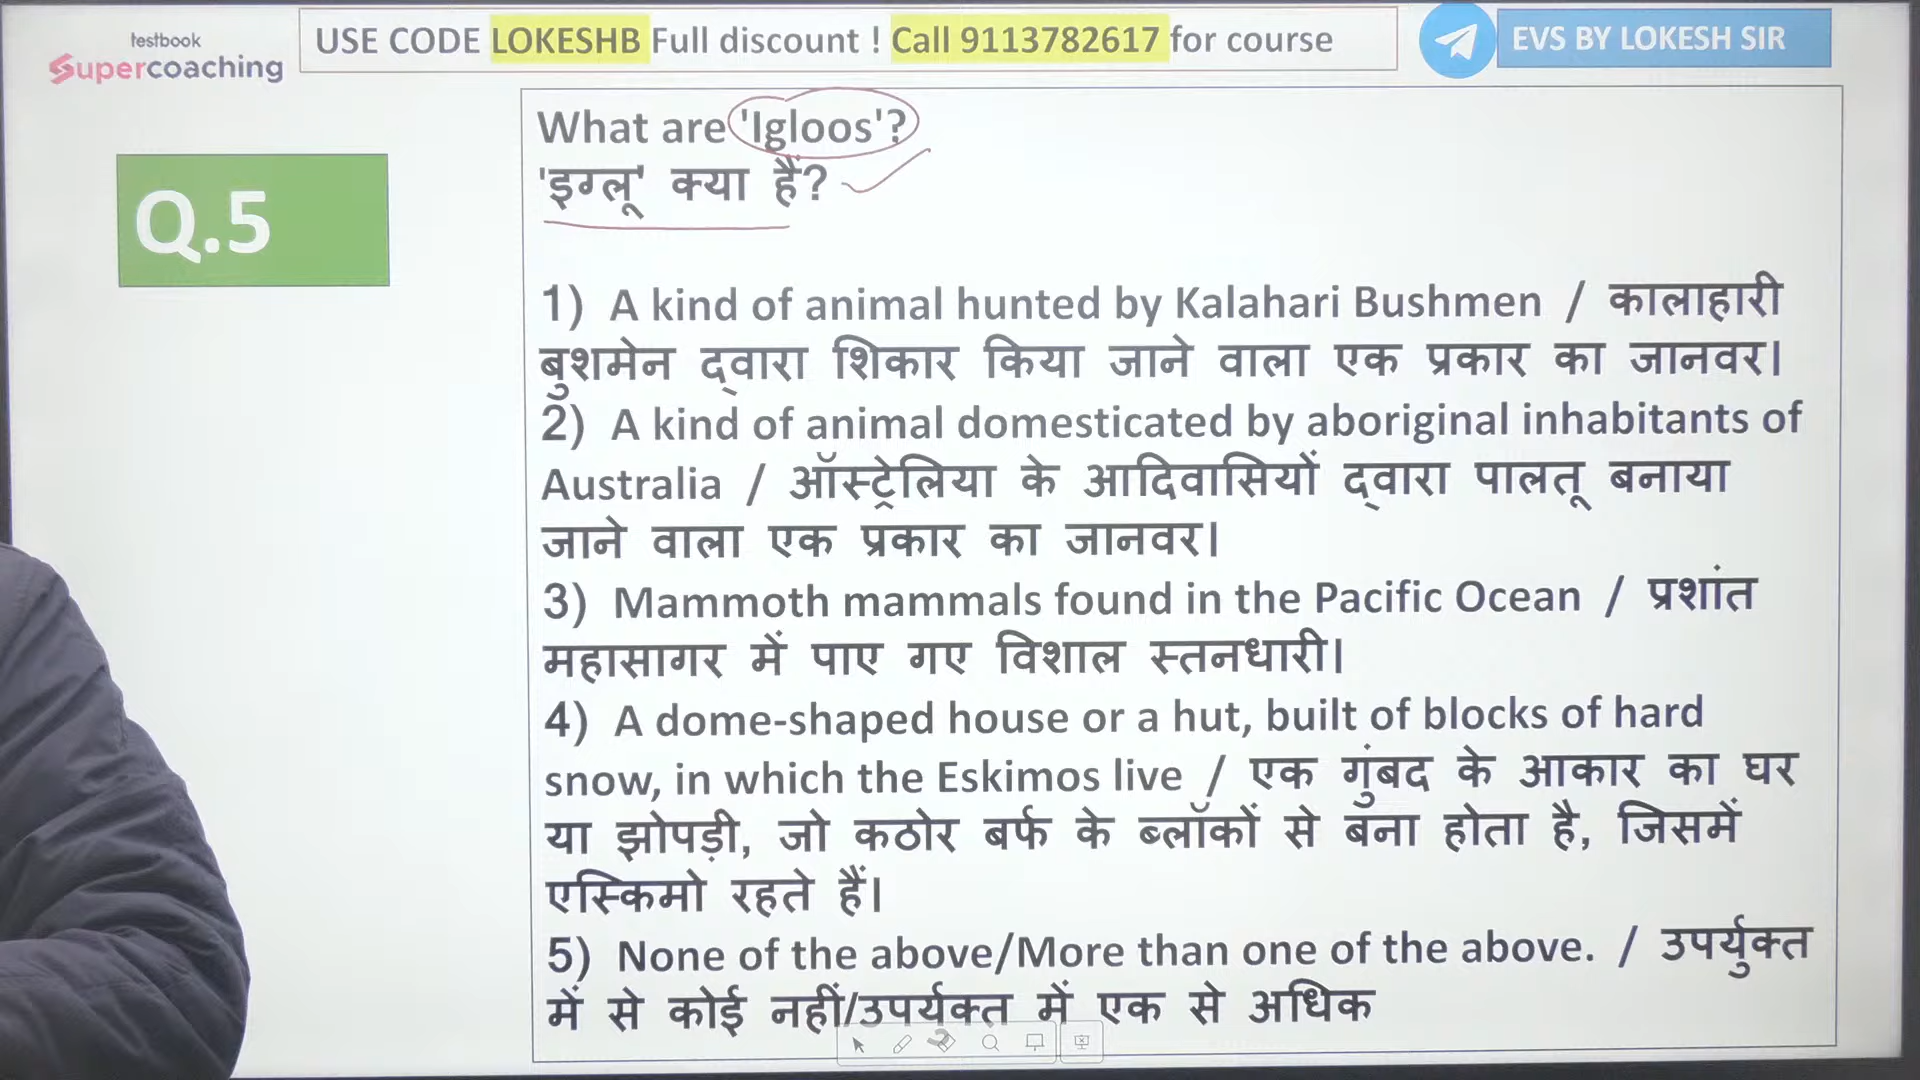 testbook
Supercoaching
USE CODE LOKESHB Full discount ! Call 9113782617 for course
EVS BY LOKESH SIR
Q.5
What are 'Igloos'?
'इग्लू' क्या हैं?
1) A kind of animal hunted by Kalahari Bushmen / कालाहारी
बुशमेन द्वारा शिकार किया जाने वाला एक प्रकार का जानवर।
2) A kind of animal domesticated by aboriginal inhabitants of
Australia / ऑस्ट्रेलिया के आदिवासियों द्वारा पालतू बनाया
जाने वाला एक प्रकार का जानवर।
3) Mammoth mammals found in the Pacific Ocean / प्रशांत
महासागर में पाए गए विशाल स्तनधारी।
4) A dome-shaped house or a hut, built of blocks of hard
snow, in which the Eskimos live / एक गुंबद के आकार का घर
या झोपड़ी, जो कठोर बर्फ के ब्लॉकों से बना होता है, जिसमें
एस्किमो रहते हैं।
5) None of the above/More than one of the above. / उपर्युक्त
में से कोई नहीं/उपर्यक्त में एक से अधिक